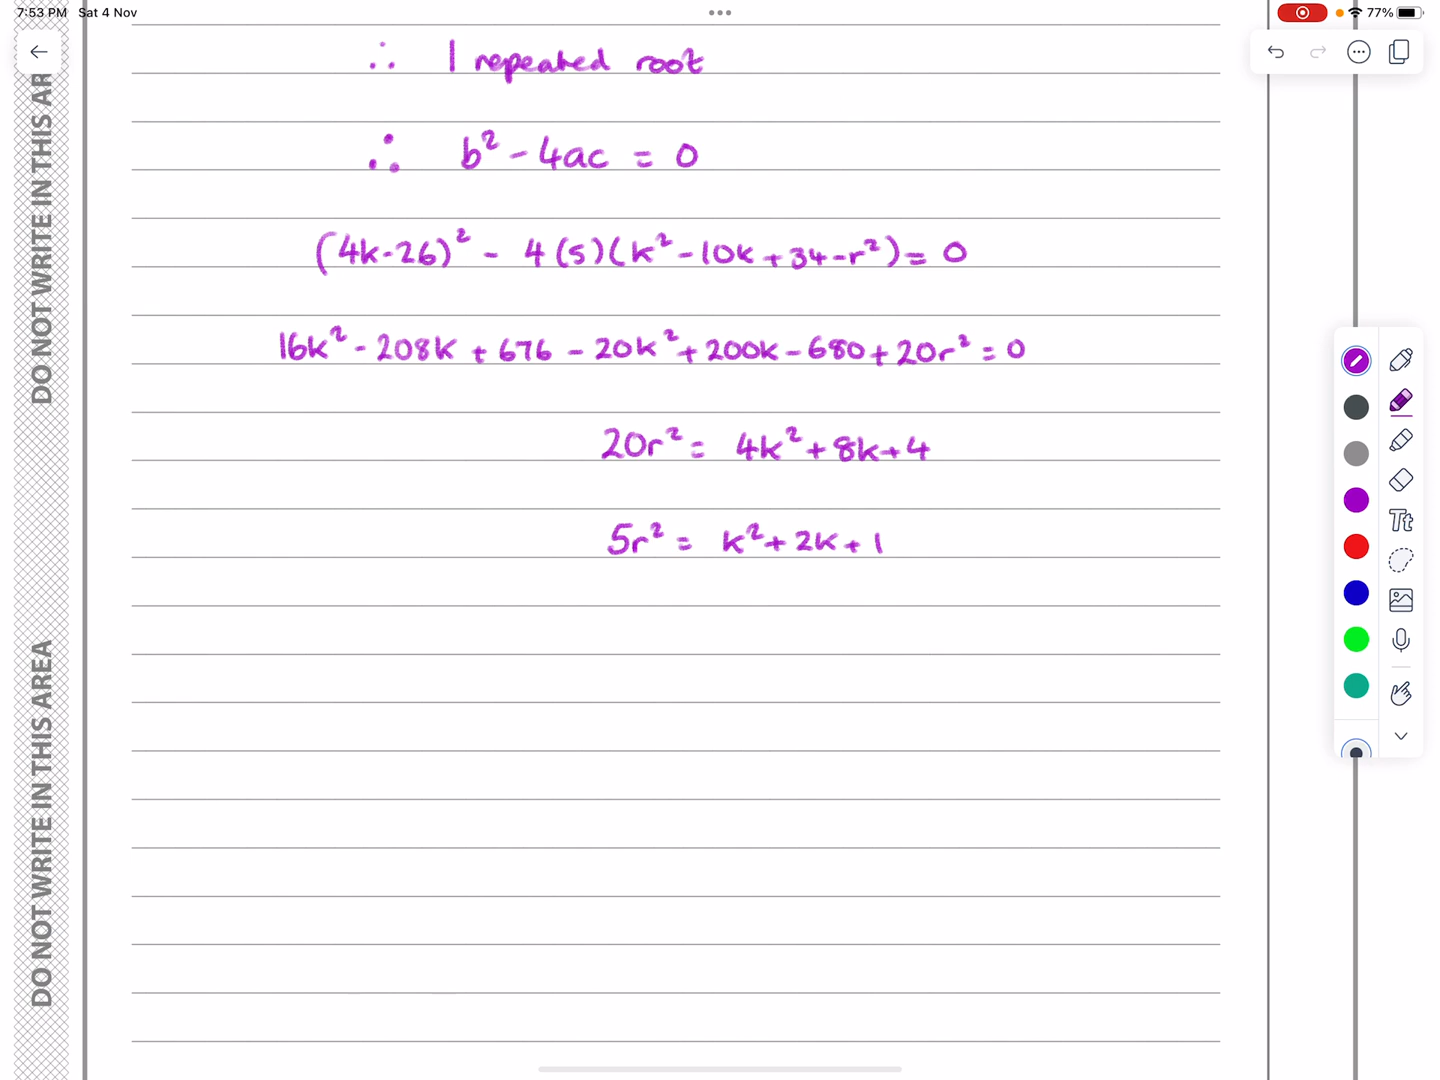 7:53 PM Sat 4 Nov
77%
∴ 1 repeated root
∴ b² - 4ac = 0
(4k-26)² - 4(5)(k² - 10k + 34 - r²) = 0
16k² - 208k + 676 - 20k² + 200k - 680 + 20r² = 0
20r² = 4k² + 8k + 4
5r² = k² + 2k + 1
DO NOT WRITE IN THIS AR
DO NOT WRITE IN THIS AREA
Tt